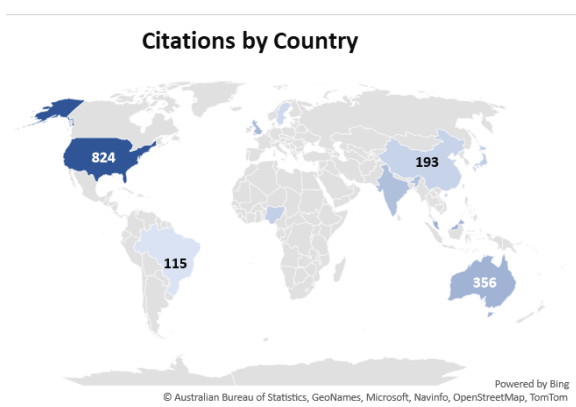 Citations by Country
824
193
115
356
Powered by Bing
© Australian Bureau of Statistics, GeoNames, Microsoft, Navinfo, OpenStreetMap, TomTom